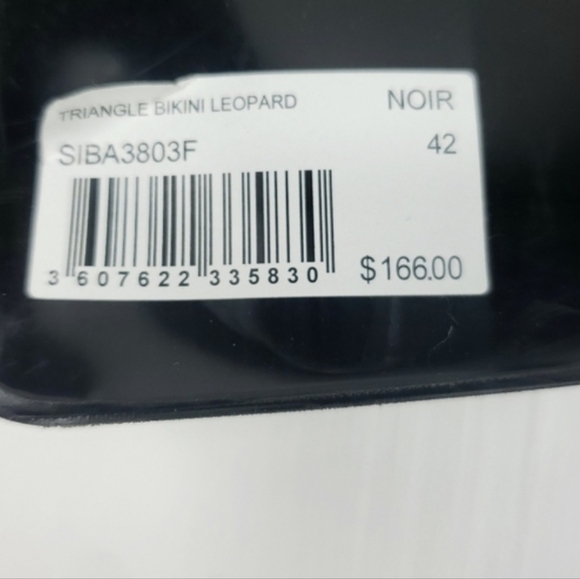 TRIANGLE BIKINI LEOPARD NOIR
SIBA3803F 42
3 607622 335830 $166.00